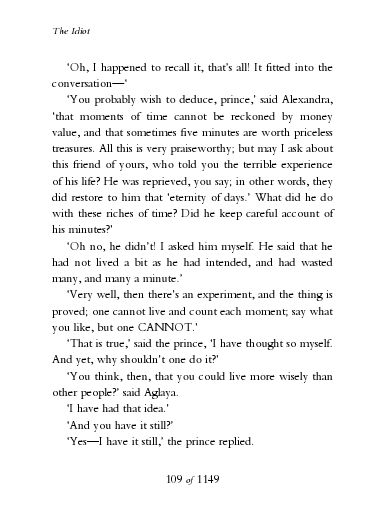 The Idiot
'Oh, I happened to recall it, that's all! It fitted into the
conversation—'
'You probably wish to deduce, prince,' said Alexandra,
'that moments of time cannot be reckoned by money
value, and that sometimes five minutes are worth priceless
treasures. All this is very praiseworthy; but may I ask about
this friend of yours, who told you the terrible experience
of his life? He was reprieved, you say; in other words, they
did restore to him that 'eternity of days.' What did he do
with these riches of time? Did he keep careful account of
his minutes?'
'Oh no, he didn't! I asked him myself. He said that he
had not lived a bit as he had intended, and had wasted
many, and many a minute.'
'Very well, then there's an experiment, and the thing is
proved; one cannot live and count each moment; say what
you like, but one CANNOT.'
'That is true,' said the prince, 'I have thought so myself.
And yet, why shouldn't one do it?'
'You think, then, that you could live more wisely than
other people?' said Aglaya.
'I have had that idea.'
'And you have it still?'
'Yes—I have it still,' the prince replied.
109 of 1149